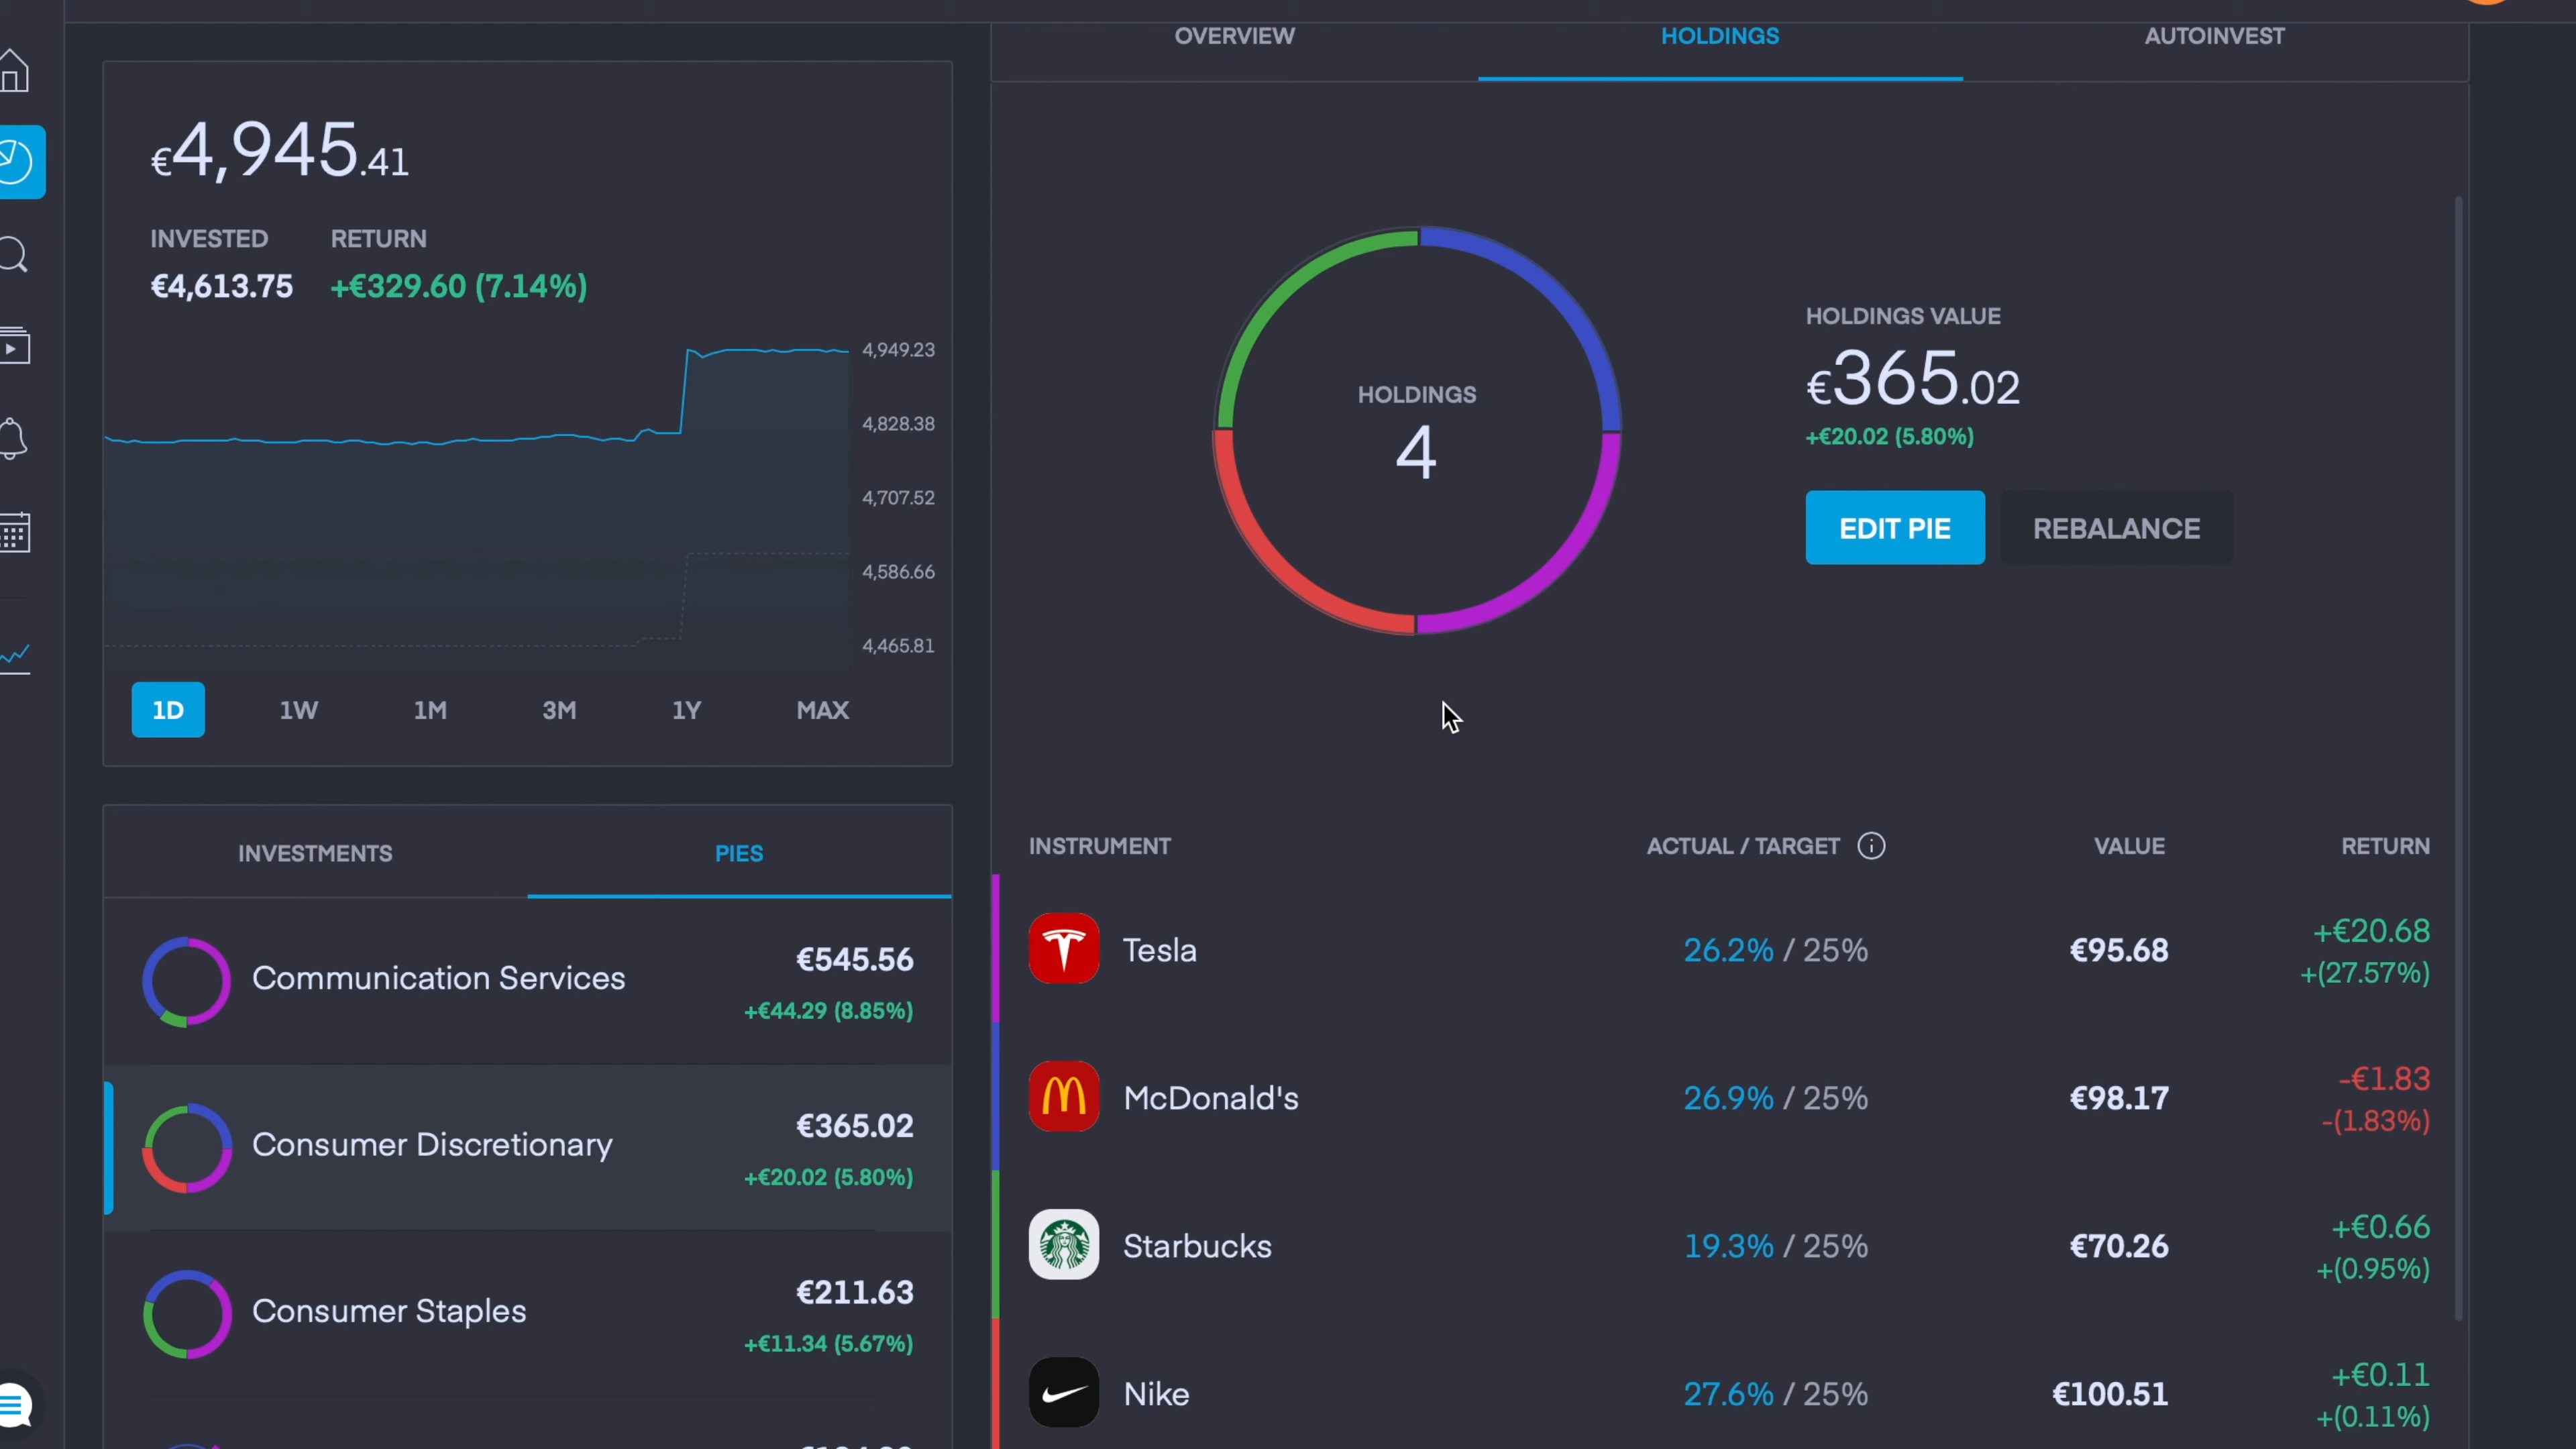 OVERVIEW
HOLDINGS
AUTOINVEST
€4,945.41
INVESTED
RETURN
€4,613.75
+€329.60 (7.14%)
4,949.23
4,828.38
4,707.52
4,586.66
4,465.81
1D
1W
1M
3M
1Y
MAX
INVESTMENTS
PIES
Communication Services
€545.56
+€44.29 (8.85%)
Consumer Discretionary
€365.02
+€20.02 (5.80%)
Consumer Staples
€211.63
+€11.34 (5.67%)
HOLDINGS
4
HOLDINGS VALUE
€365.02
+€20.02 (5.80%)
EDIT PIE
REBALANCE
INSTRUMENT
ACTUAL / TARGET
VALUE
RETURN
Tesla
26.2% / 25%
€95.68
+€20.68
+(27.57%)
McDonald's
26.9% / 25%
€98.17
-€1.83
-(1.83%)
Starbucks
19.3% / 25%
€70.26
+€0.66
+(0.95%)
Nike
27.6% / 25%
€100.51
+€0.11
+(0.11%)